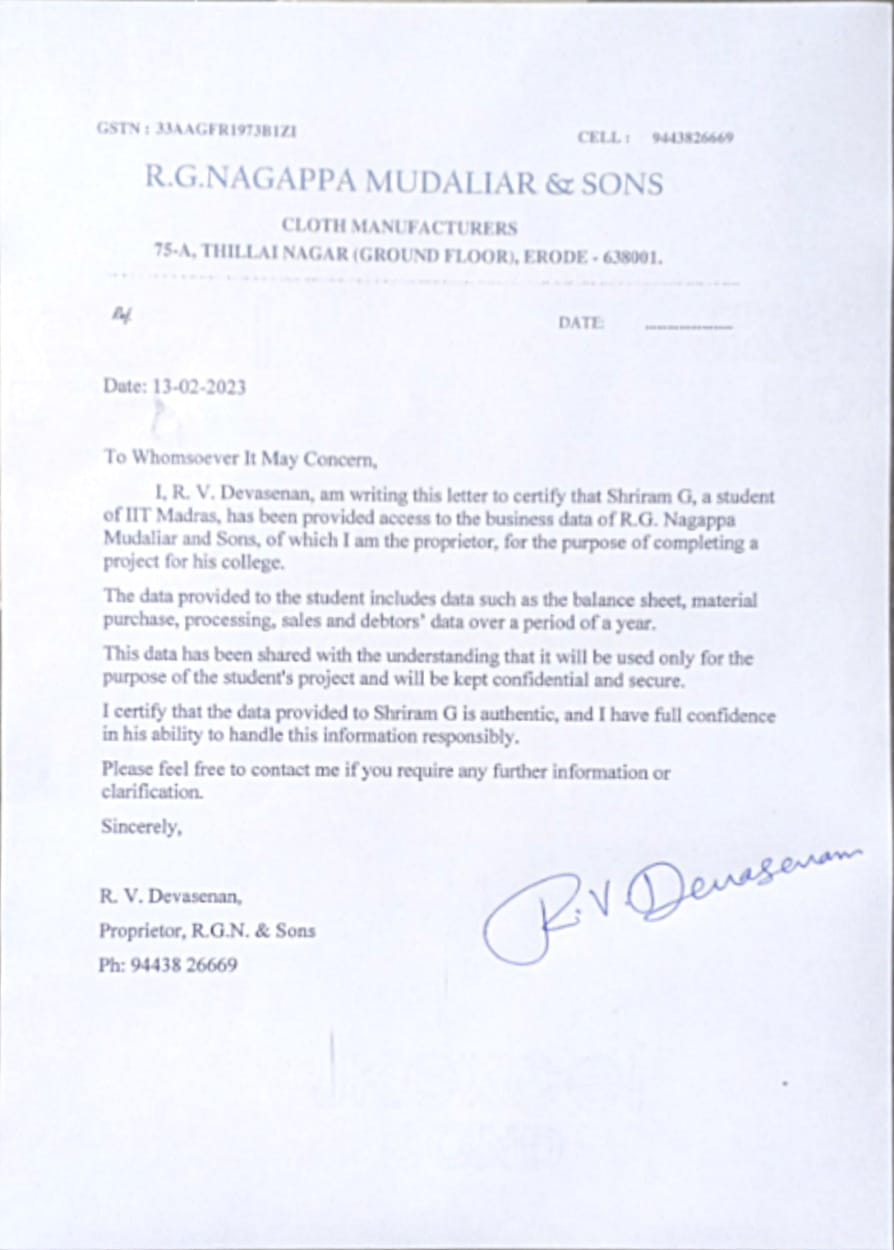 GSTN : 33AAGFR1973B1ZI
CELL : 9443826669
R.G.NAGAPPA MUDALIAR & SONS
CLOTH MANUFACTURERS
75-A, THILLAI NAGAR (GROUND FLOOR), ERODE - 638001.
Ref
DATE:
Date: 13-02-2023
To Whomsoever It May Concern,
I, R. V. Devasenan, am writing this letter to certify that Shriram G, a student
of IIT Madras, has been provided access to the business data of R.G. Nagappa
Mudaliar and Sons, of which I am the proprietor, for the purpose of completing a
project for his college.
The data provided to the student includes data such as the balance sheet, material
purchase, processing, sales and debtors' data over a period of a year.
This data has been shared with the understanding that it will be used only for the
purpose of the student's project and will be kept confidential and secure.
I certify that the data provided to Shriram G is authentic, and I have full confidence
in his ability to handle this information responsibly.
Please feel free to contact me if you require any further information or
clarification.
Sincerely,
R. V. Devasenan
R. V. Devasenan,
Proprietor, R.G.N. & Sons
Ph: 94438 26669